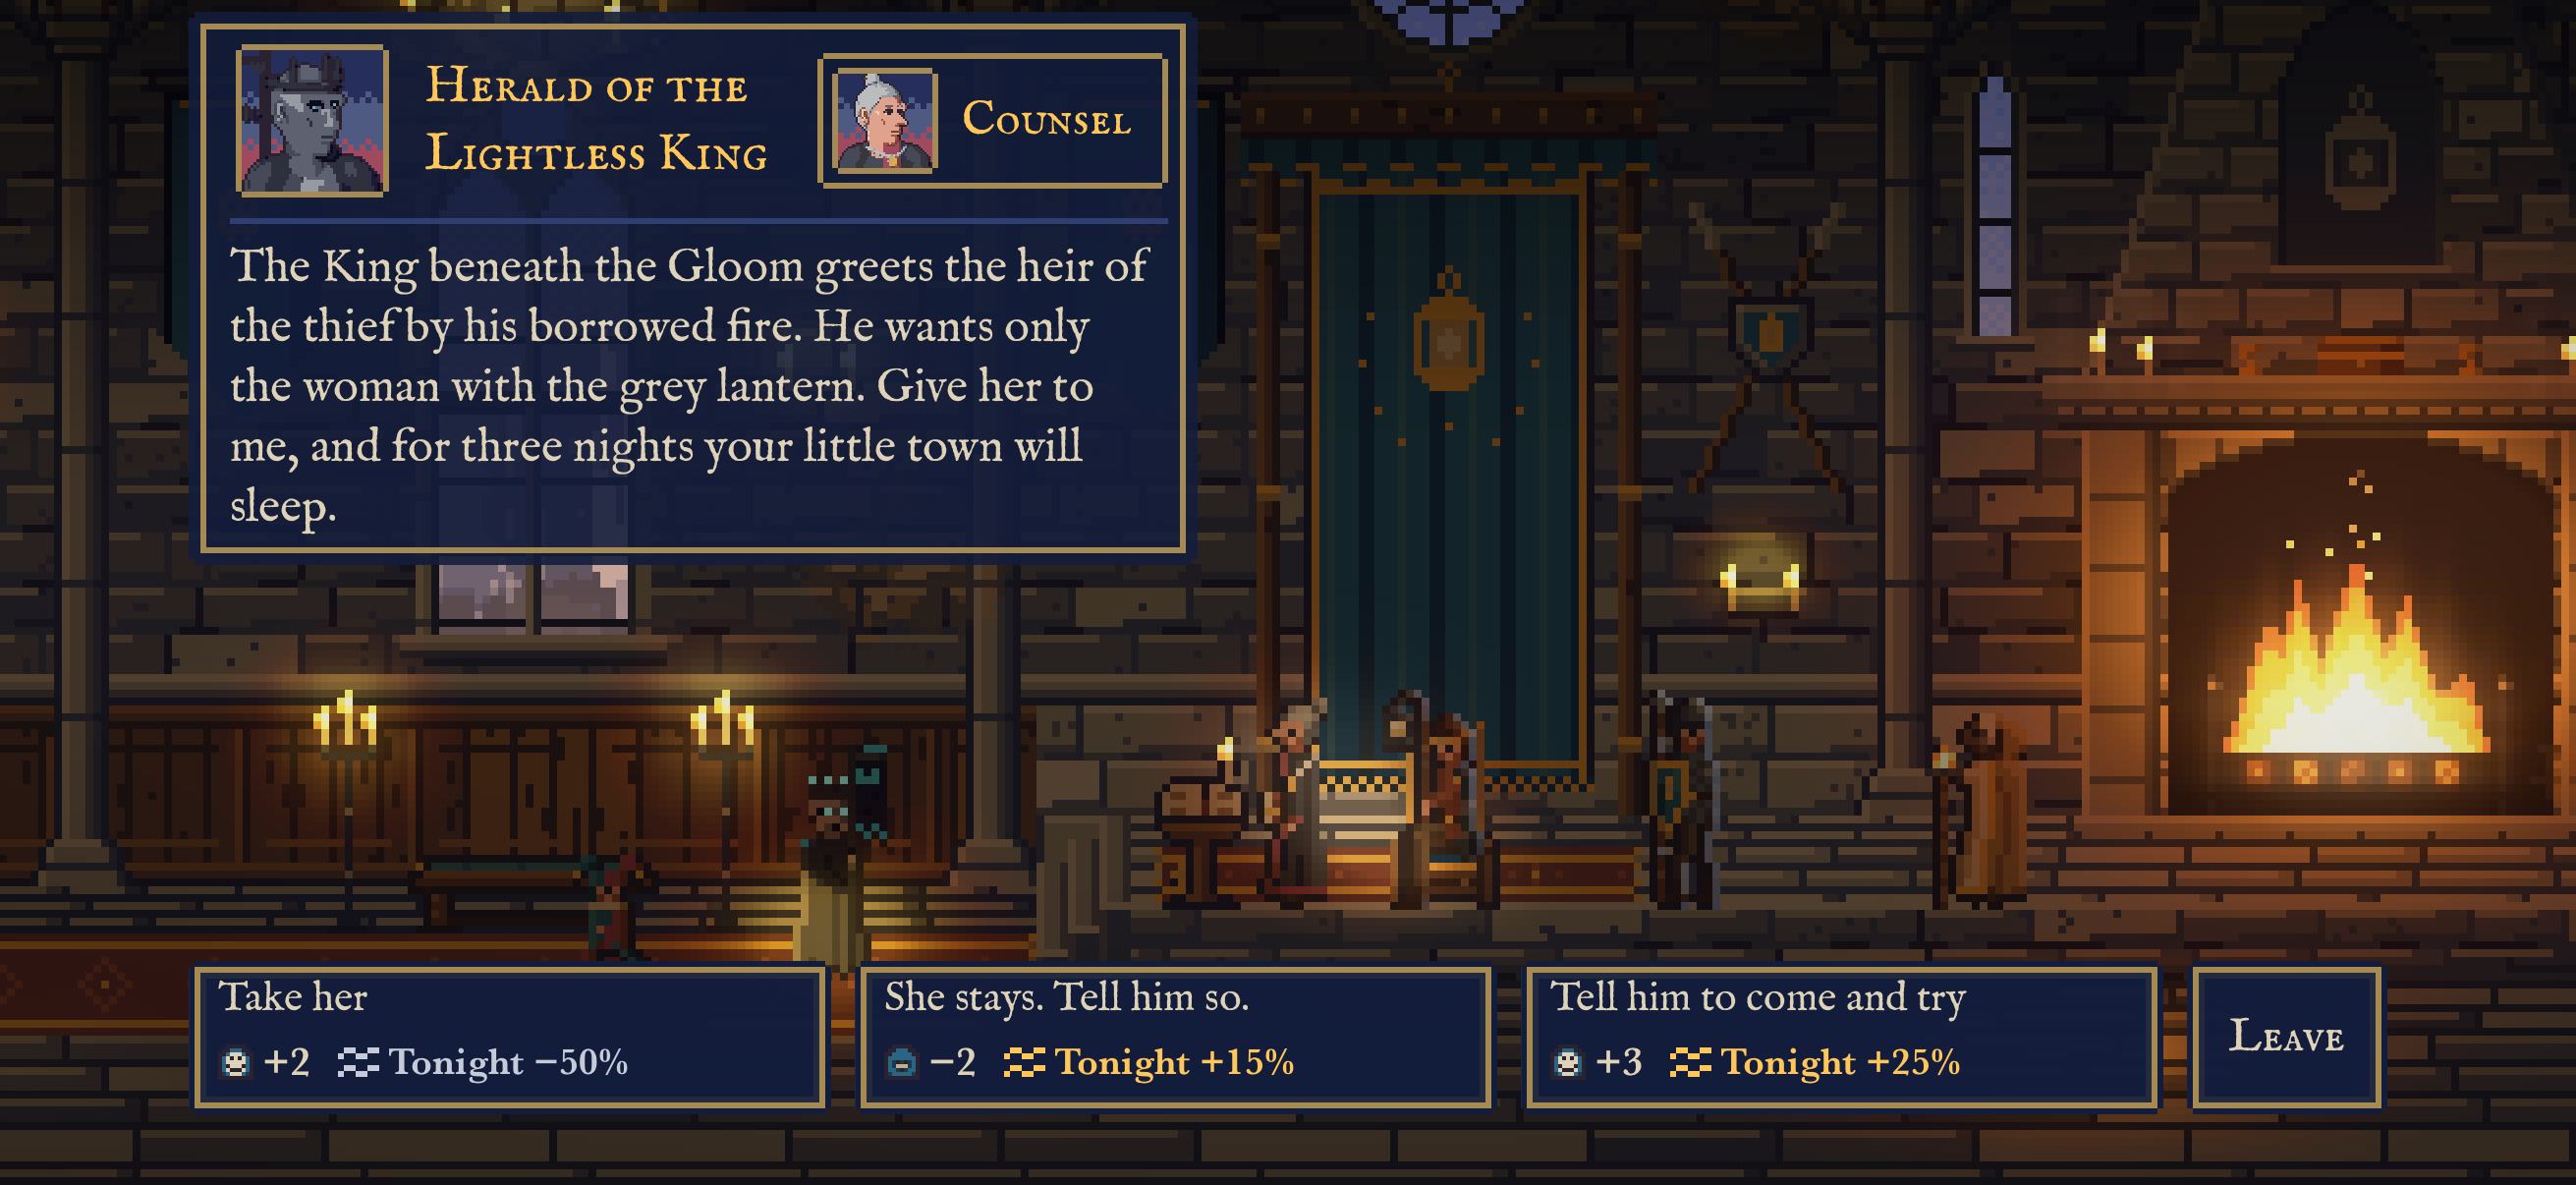 Herald of the
Lightless King
Counsel
The King beneath the Gloom greets the heir of
the thief by his borrowed fire. He wants only
the woman with the grey lantern. Give her to
me, and for three nights your little town will
sleep.
Take her
+2 Tonight −50%
She stays. Tell him so.
−2 Tonight +15%
Tell him to come and try
+3 Tonight +25%
Leave